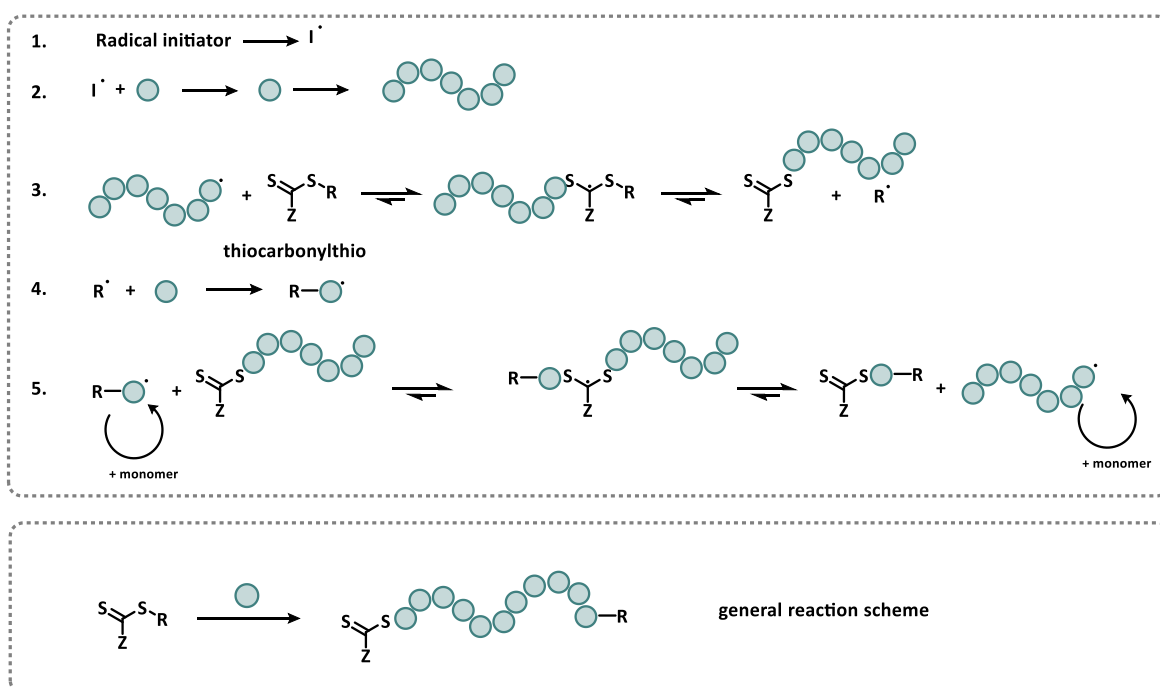 1. Radical initiator I•
2. I• +
3. + S S R Z S S R Z S S Z + R•
thiocarbonylthio
4. R• + R •
5. R • + S S Z R S S Z S S R Z + •
+ monomer + monomer
S S R Z S S Z R general reaction scheme